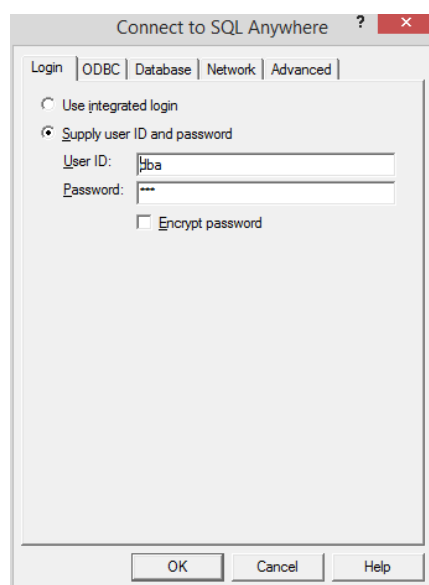 Connect to SQL Anywhere ? ×
Login ODBC Database Network Advanced
Use integrated login
Supply user ID and password
User ID: dba
Password: ***
Encrypt password
OK Cancel Help